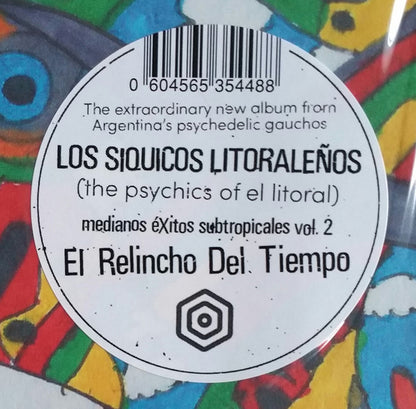 0 604565 354488
The extraordinary new album from
Argentina's psychedelic gauchos
LOS SIQUICOS LITORALEÑOS
(the psychics of el litoral)
medianos éXitos subtropicales vol. 2
El Relincho Del Tiempo